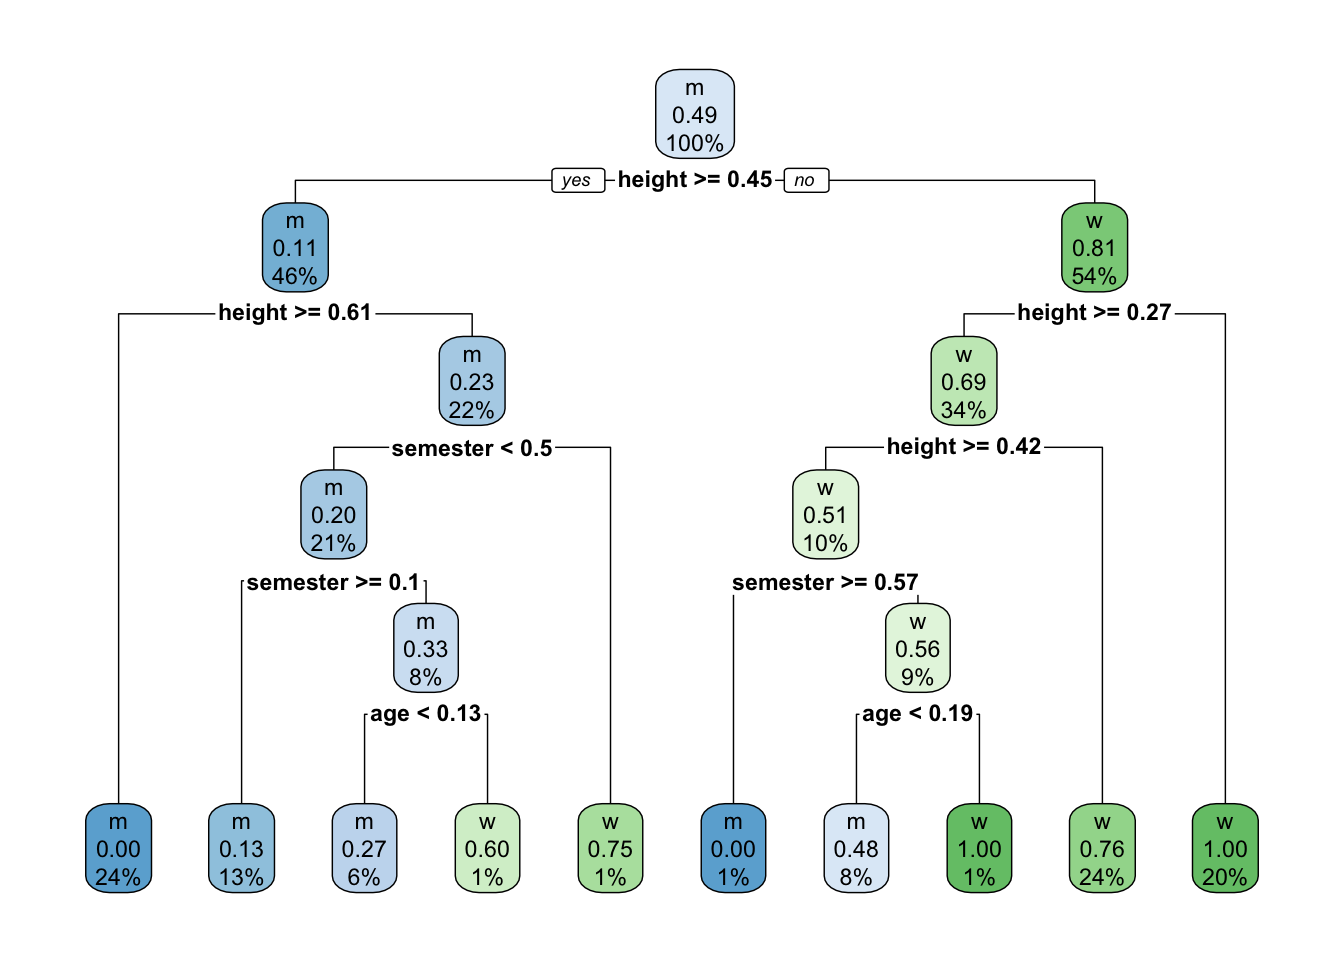 m
0.49
100%
yes height >= 0.45 no
m
0.11
46%
w
0.81
54%
height >= 0.61
height >= 0.27
m
0.23
22%
w
0.69
34%
semester < 0.5
height >= 0.42
m
0.20
21%
w
0.51
10%
semester >= 0.1
semester >= 0.57
m
0.33
8%
w
0.56
9%
age < 0.13
age < 0.19
m
0.00
24%
m
0.13
13%
m
0.27
6%
w
0.60
1%
w
0.75
1%
m
0.00
1%
m
0.48
8%
w
1.00
1%
w
0.76
24%
w
1.00
20%